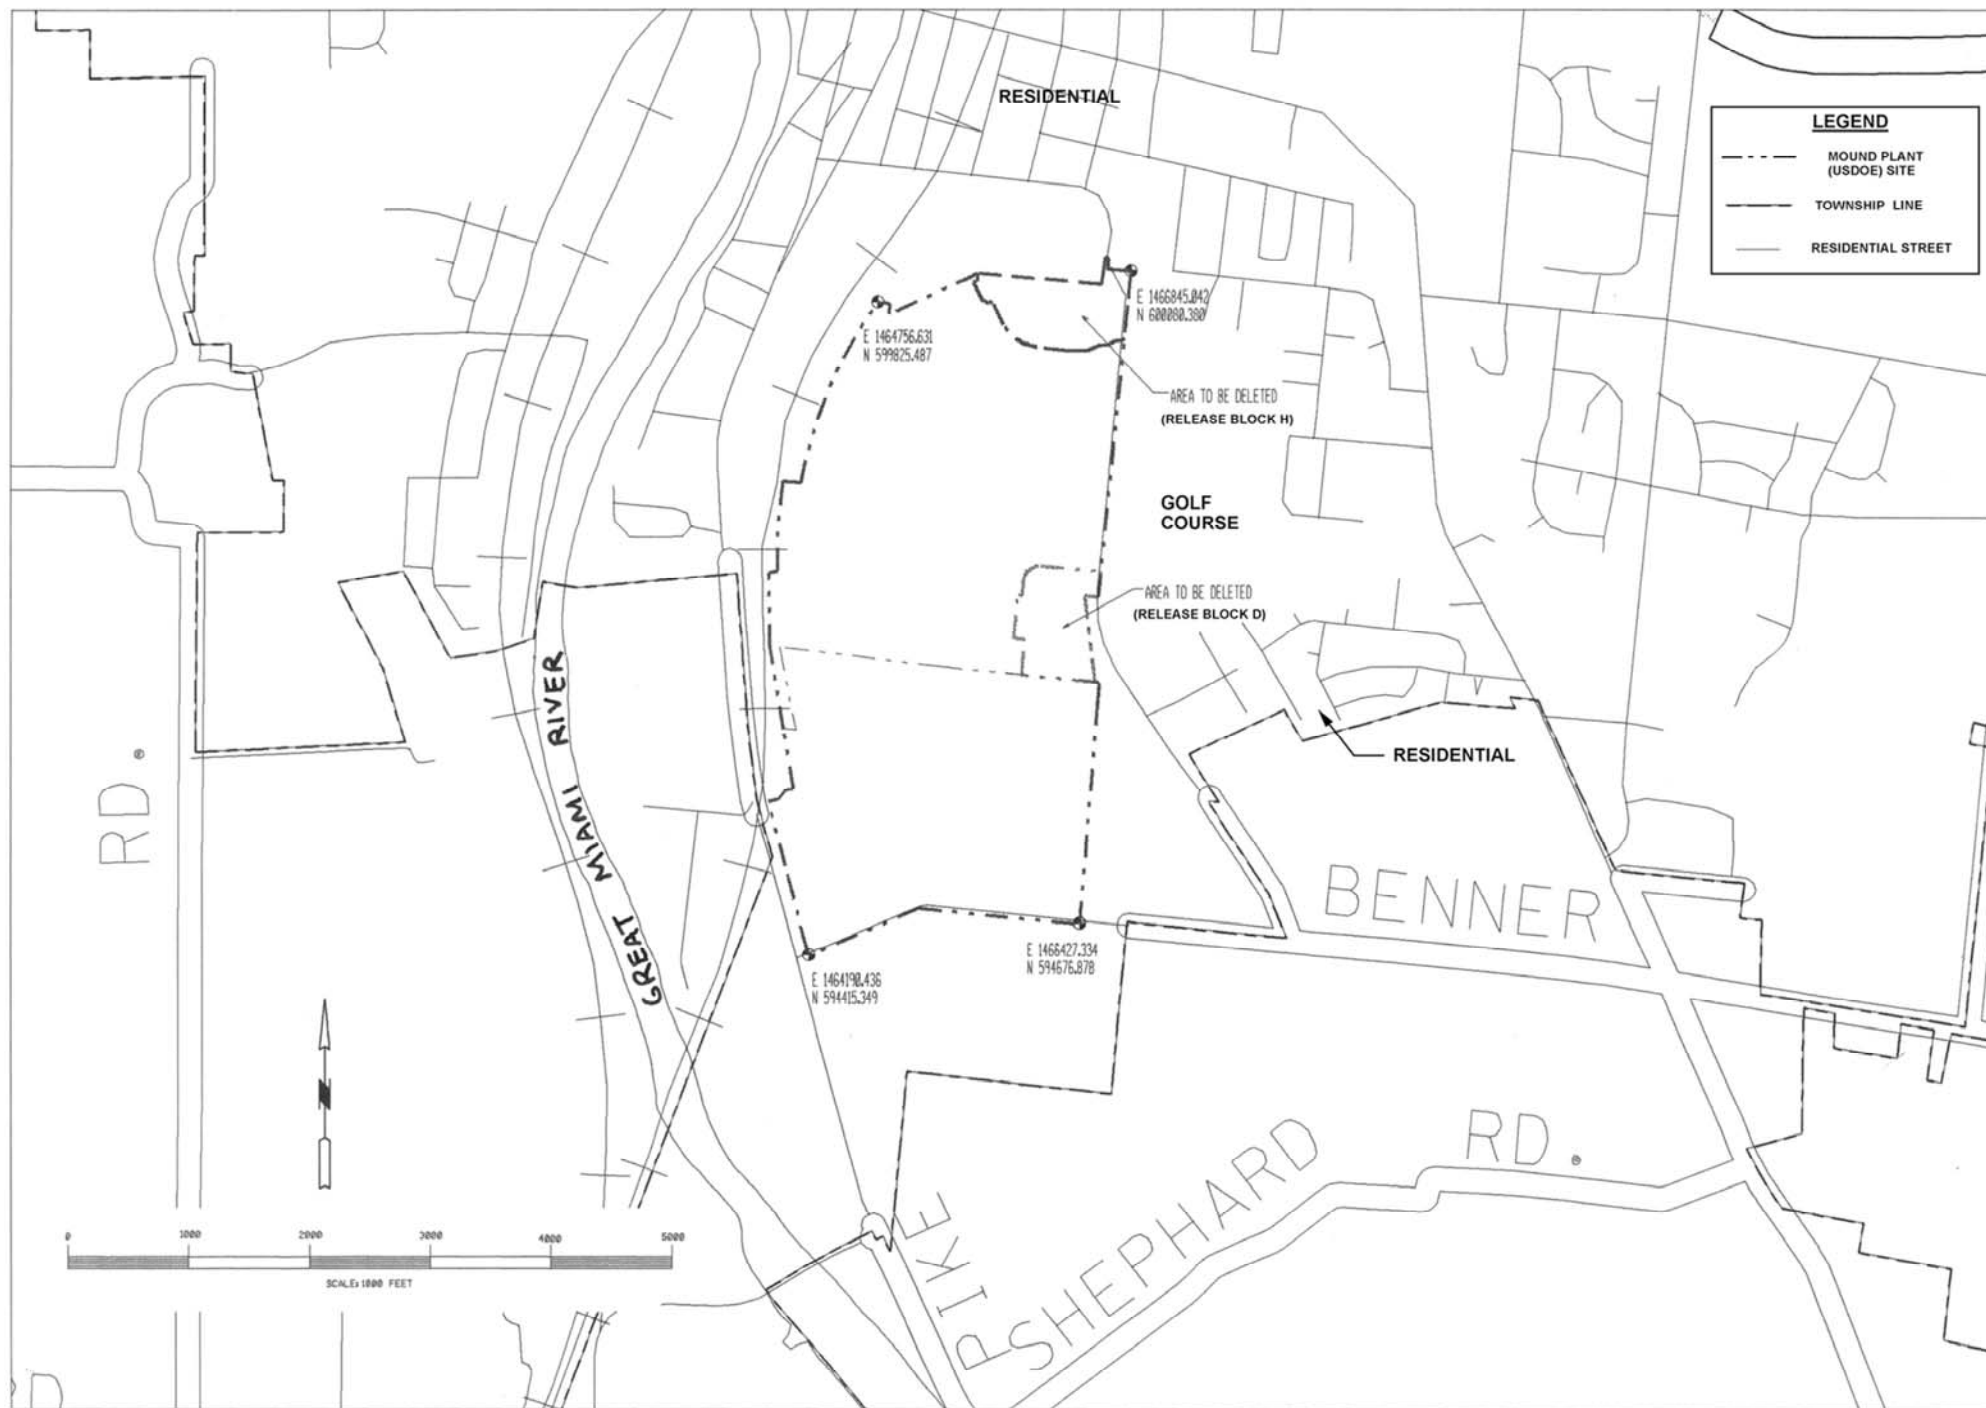 RESIDENTIAL
LEGEND
MOUND PLANT
(USDOE) SITE
TOWNSHIP LINE
RESIDENTIAL STREET
E 1466845.042
N 600080.380
E 1464756.631
N 599825.487
AREA TO BE DELETED
(RELEASE BLOCK H)
GOLF
COURSE
AREA TO BE DELETED
(RELEASE BLOCK D)
RESIDENTIAL
GREAT MIAMI RIVER
RD.
BENNER
E 1466427.334
N 594676.878
E 1464190.436
N 594415.349
N
RD.
SHEPHARD
PIKE
0 1000 2000 3000 4000 5000
SCALE: 1000 FEET